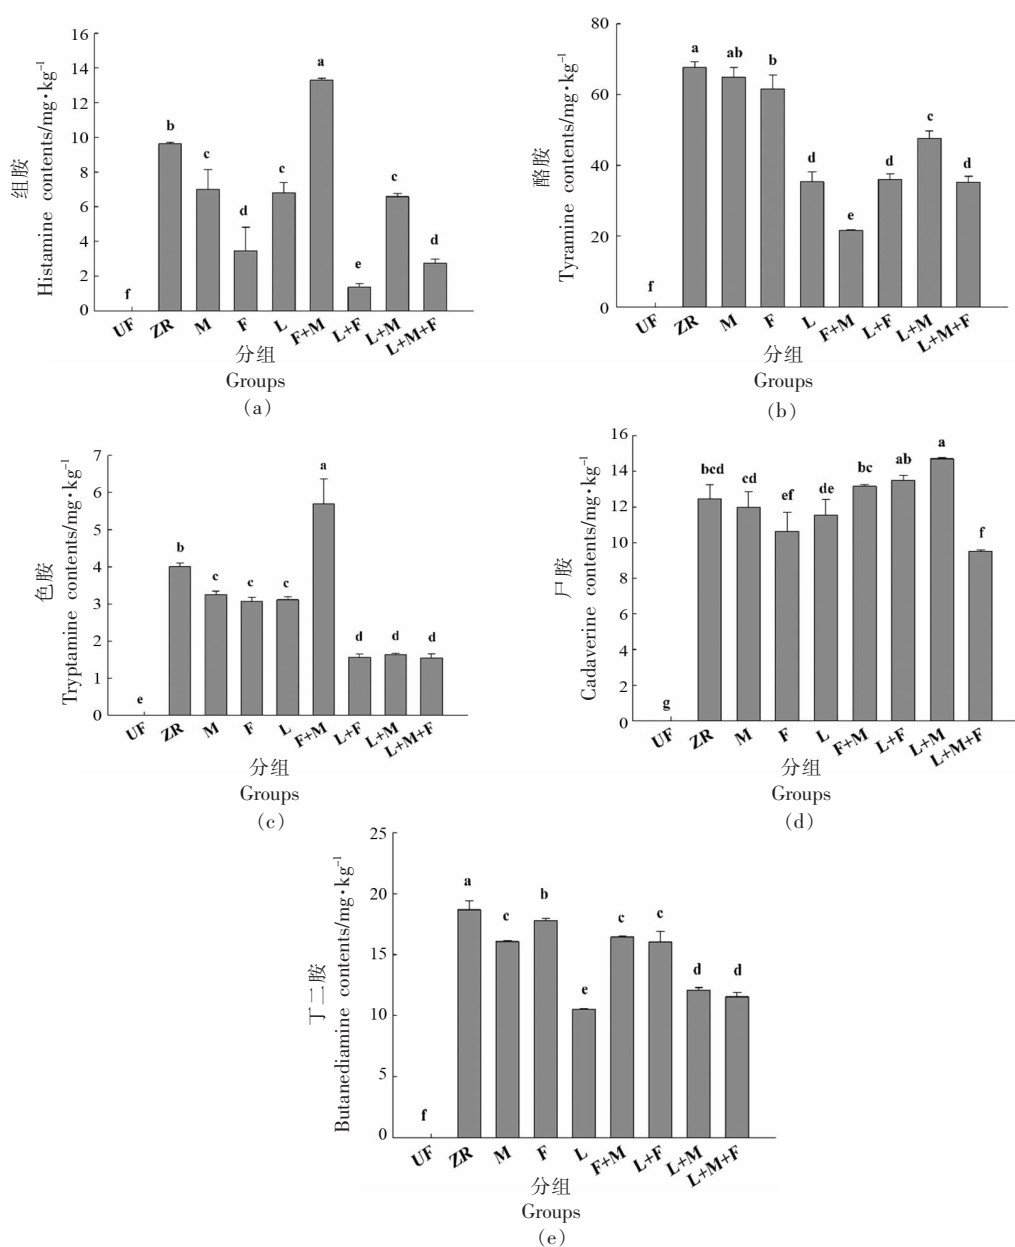 16
14
12
10
8
6
4
2
0
组胺
Histamine contents/mg·kg⁻¹
f
b
c
d
c
a
e
c
d
UF ZR M F L F+M L+F L+M L+M+F
分组
Groups
(a)
80
60
40
20
0
酪胺
Tyramine contents/mg·kg⁻¹
f
a
ab
b
d
e
d
c
d
UF ZR M F L F+M L+F L+M L+M+F
分组
Groups
(b)
7
6
5
4
3
2
1
0
色胺
Tryptamine contents/mg·kg⁻¹
e
b
c
c
c
a
d
d
d
UF ZR M F L F+M L+F L+M L+M+F
分组
Groups
(c)
16
14
12
10
8
6
4
2
0
尸胺
Cadaverine contents/mg·kg⁻¹
g
bcd
cd
ef
de
bc
ab
a
f
UF ZR M F L F+M L+F L+M L+M+F
分组
Groups
(d)
25
20
15
10
5
0
丁二胺
Butanediamine contents/mg·kg⁻¹
f
a
c
b
e
c
c
d
d
UF ZR M F L F+M L+F L+M L+M+F
分组
Groups
(e)